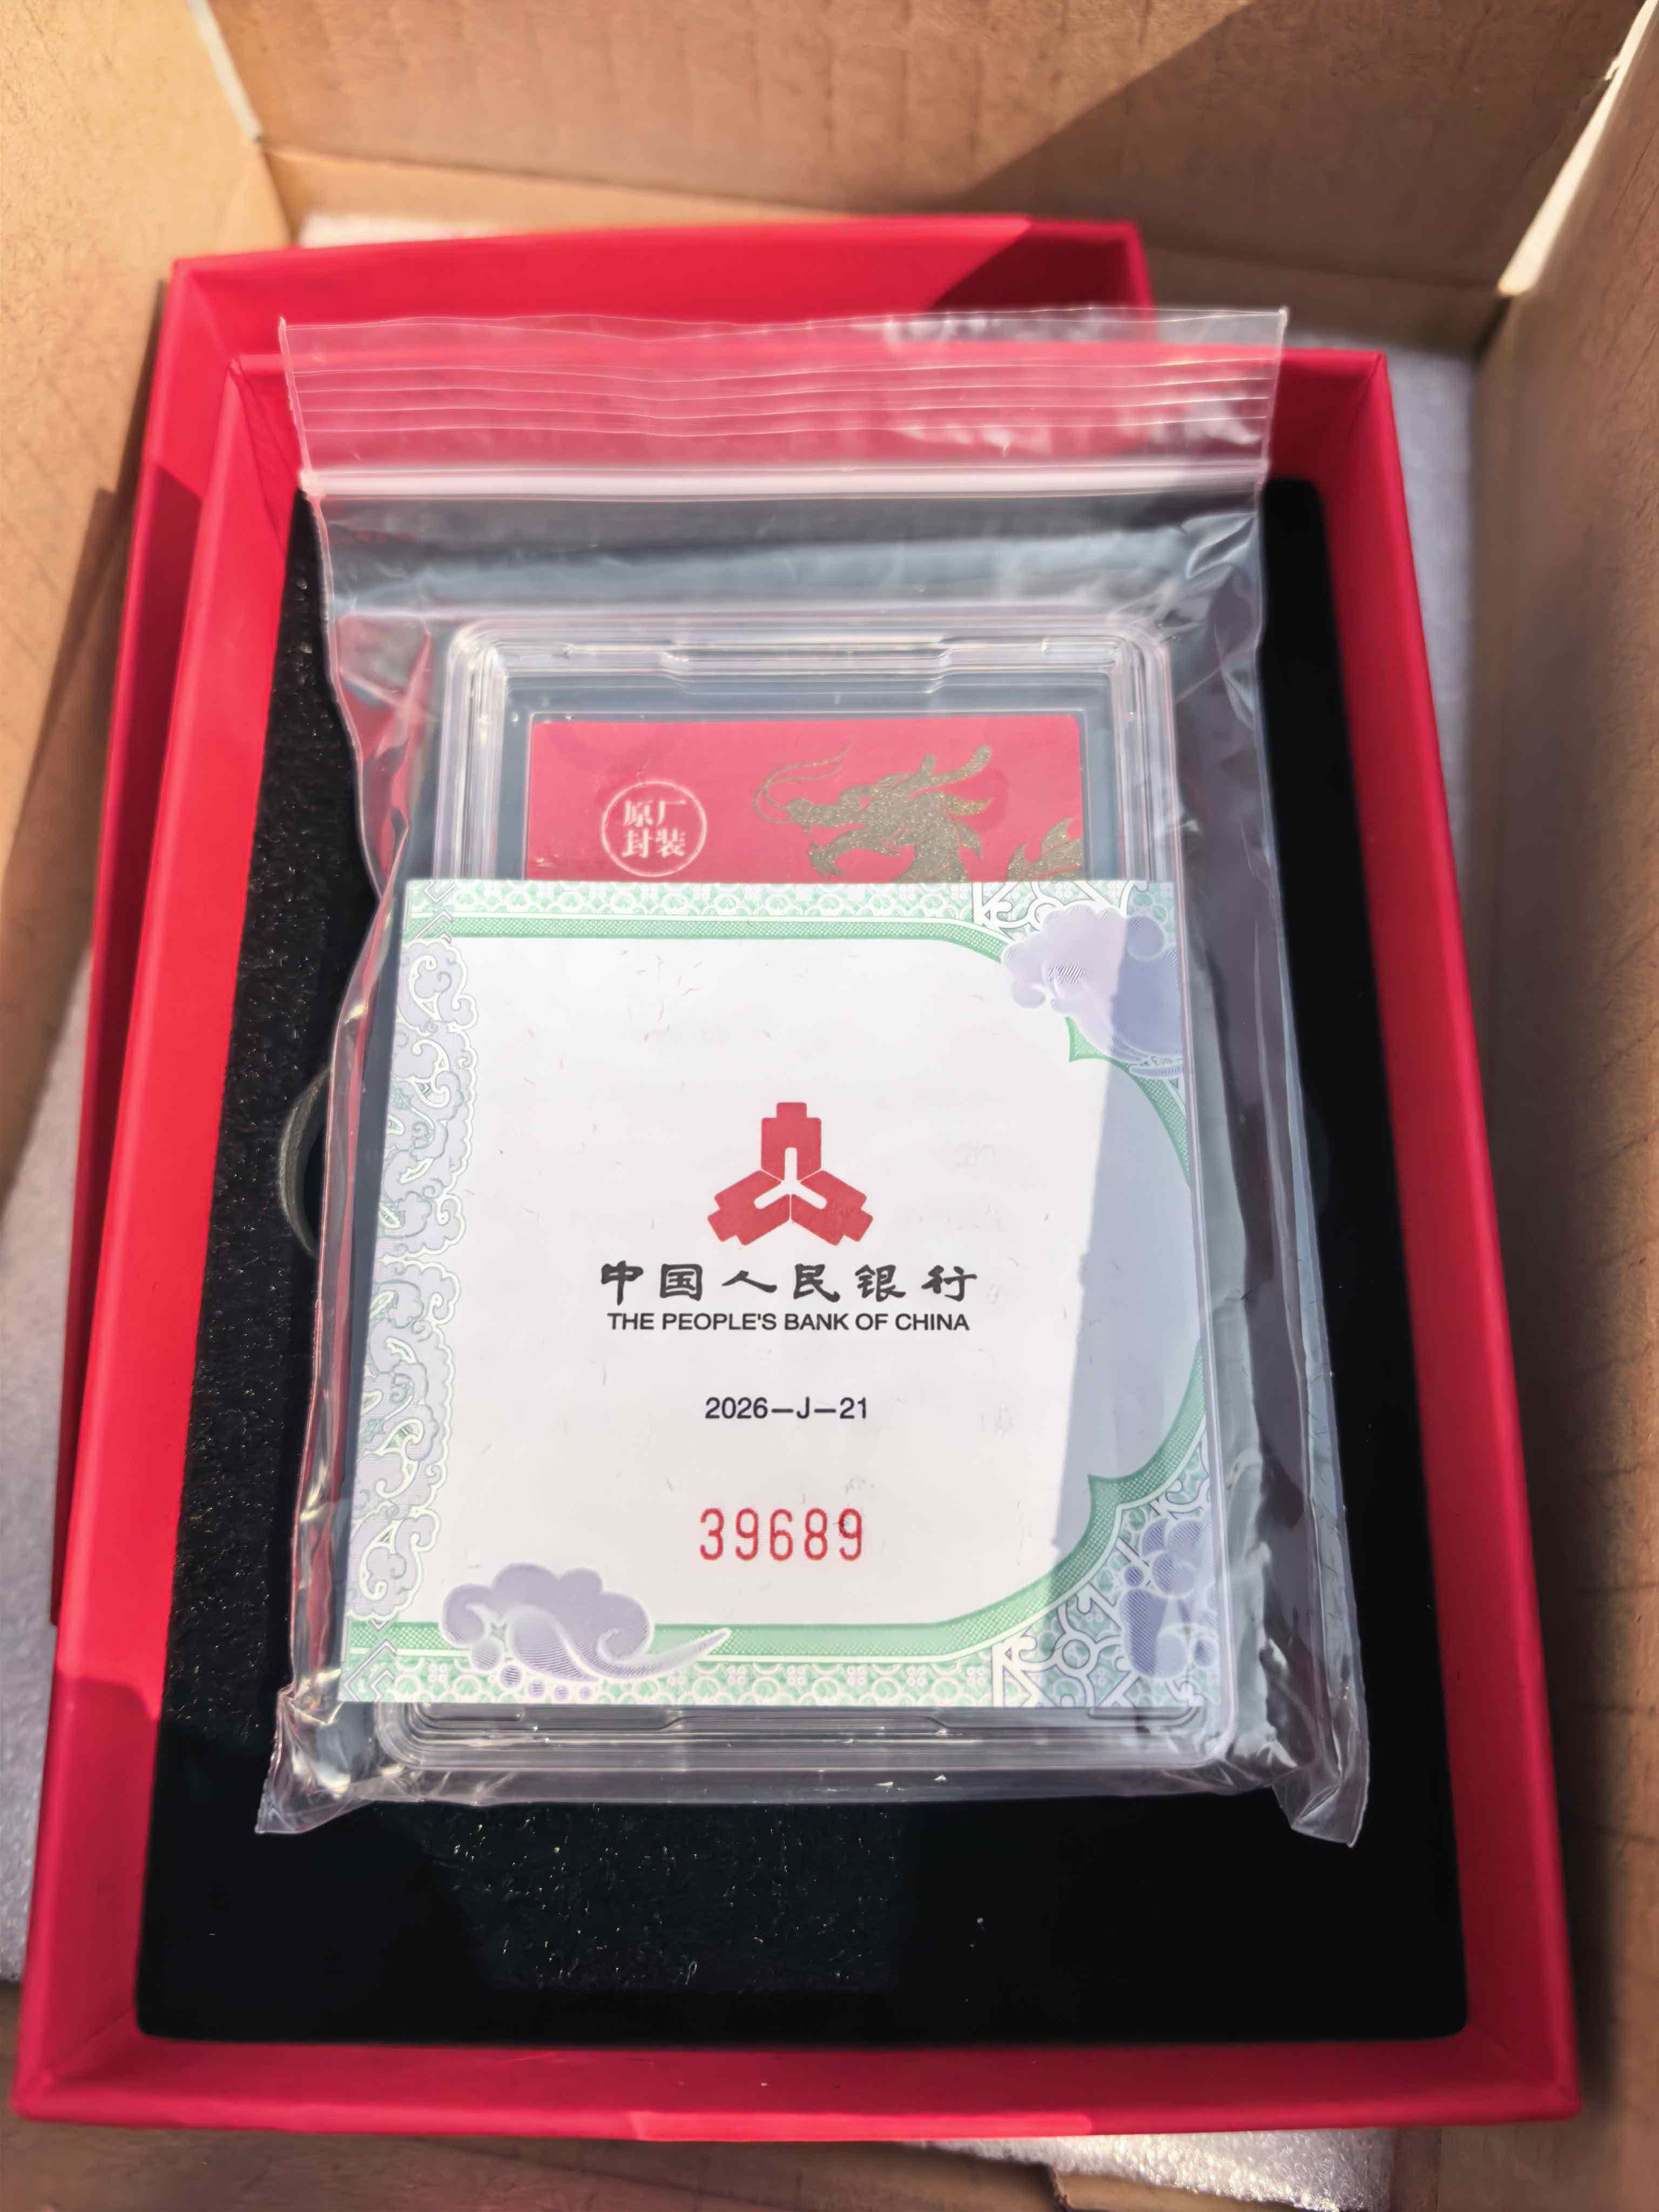 原厂
封装
中国人民银行
THE PEOPLE'S BANK OF CHINA
2026—J—21
39689